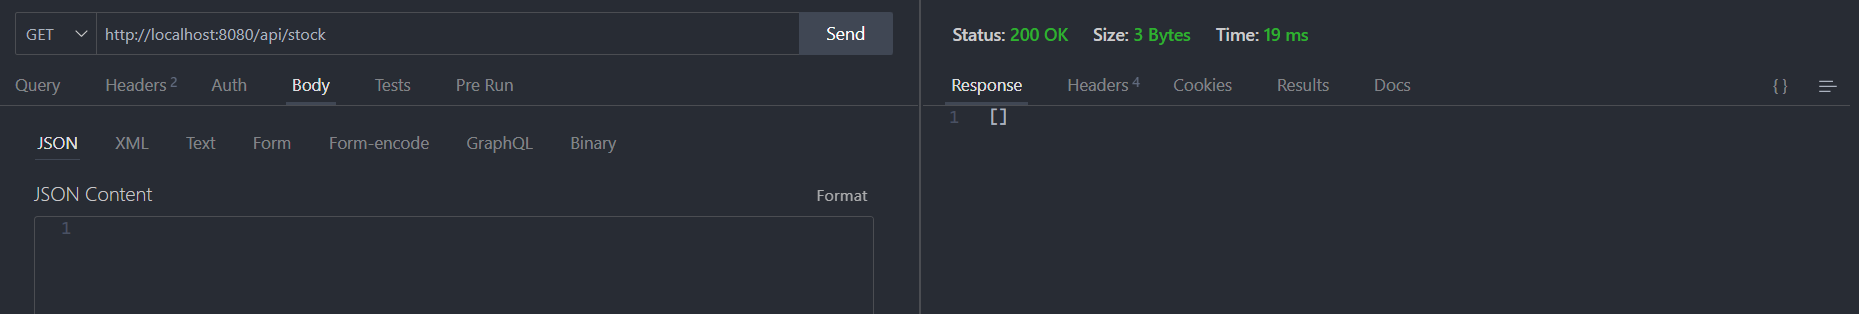 GET http://localhost:8080/api/stock Send
Query Headers 2 Auth Body Tests Pre Run
JSON XML Text Form Form-encode GraphQL Binary
JSON Content Format
1
Status: 200 OK Size: 3 Bytes Time: 19 ms
Response Headers 4 Cookies Results Docs { }
1 []